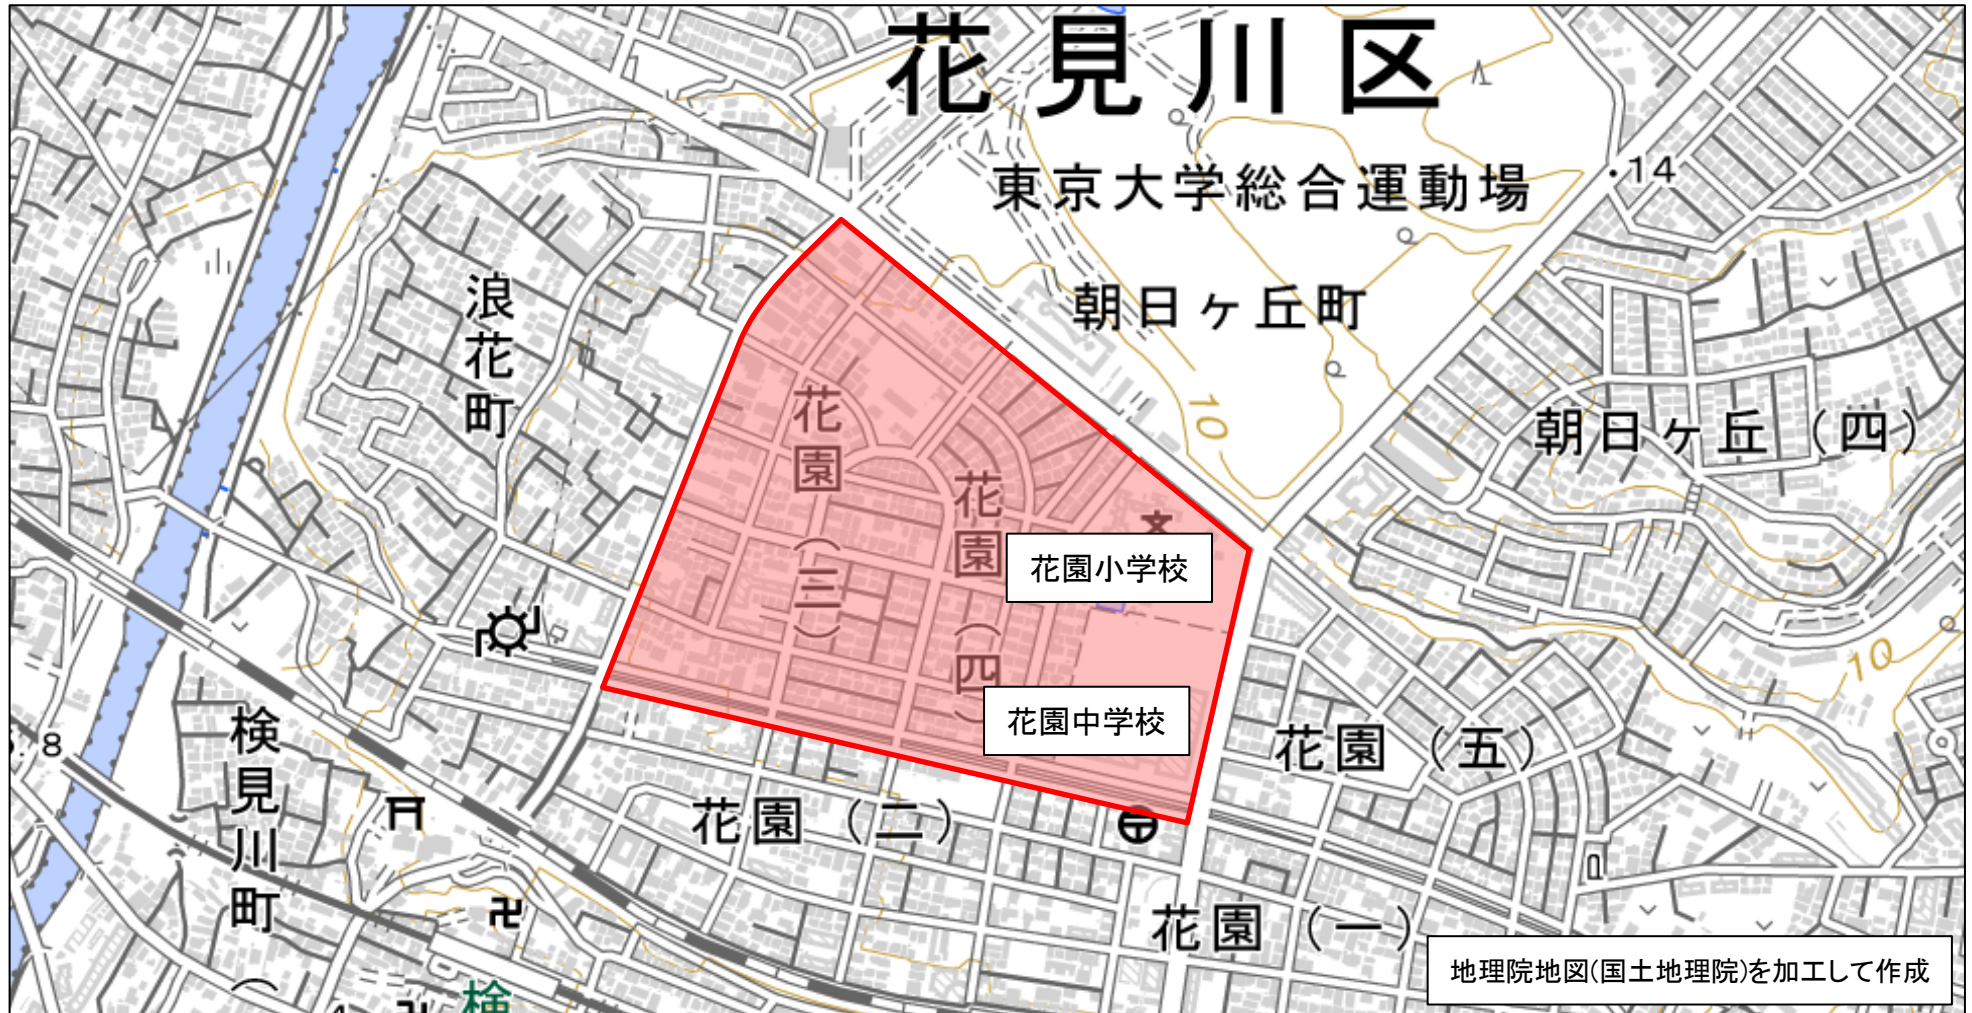 花見川区
東京大学総合運動場
14
朝日ヶ丘町
浪花町
10
朝日ヶ丘（四）
花園（三）
花園（四）
花園小学校
花園中学校
10
花園（五）
8
検見川町
花園（二）
花園（一）
地理院地図(国土地理院)を加工して作成
検